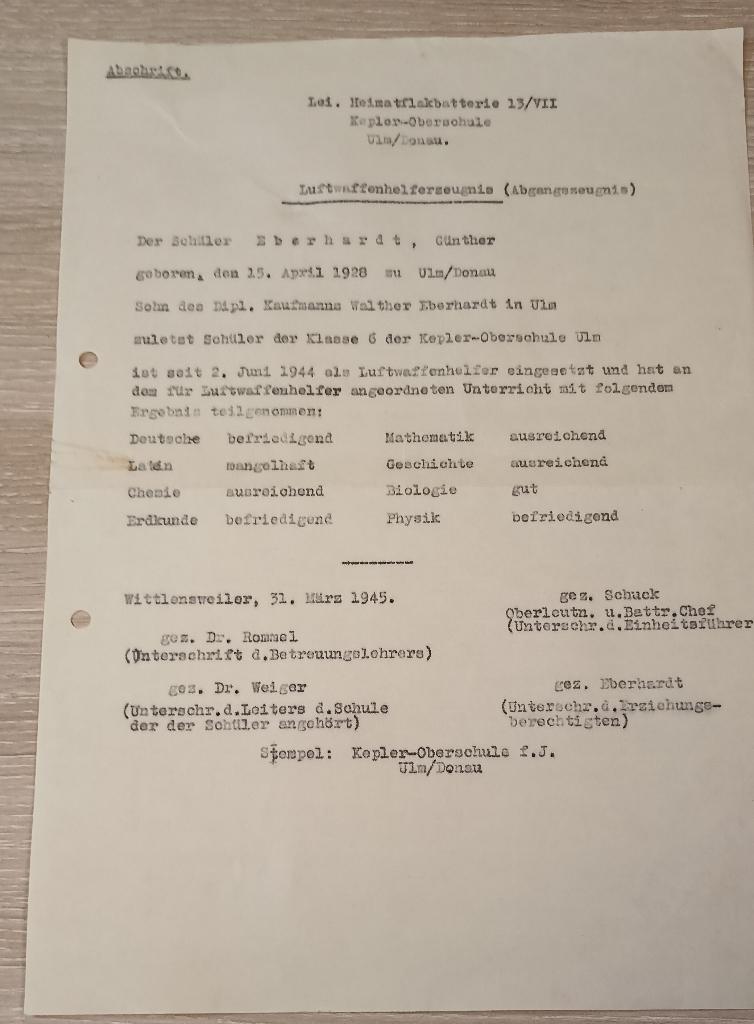 Abschrift.
Lei. Heimatflakbatterie 13/VII
Kepler-Oberschule
Ulm/Donau.
Luftwaffenhelferzeugnis (Abgangszeugnis)
Der Schüler E b e r h a r d t , Günther
geboren, den 15. April 1928 zu Ulm/Donau
Sohn des Dipl. Kaufmanns Walther Eberhardt in Ulm
zuletzt Schüler der Klasse 6 der Kepler-Oberschule Ulm
ist seit 2. Juni 1944 als Luftwaffenhelfer eingesetzt und hat an
dem für Luftwaffenhelfer angeordneten Unterricht mit folgendem
Ergebnis teilgenommen:
Deutsche befriedigend Mathematik ausreichend
Latein mangelhaft Geschichte ausreichend
Chemie ausreichend Biologie gut
Erdkunde befriedigend Physik befriedigend
Wittlensweiler, 31. März 1945.
gez. Schuck
Oberleutn. u.Battr.Chef
(Unterschr.d.Einheitsführer
gez. Dr. Rommel
(Unterschrift d.Betreuungslehrers)
gez. Dr. Weiger
(Unterschr.d.Leiters d.Schule
der der Schüler angehört)
gez. Eberhardt
(Unterschr.d.Erziehungs-
berechtigten)
Stempel: Kepler-Oberschule f.J.
Ulm/Donau